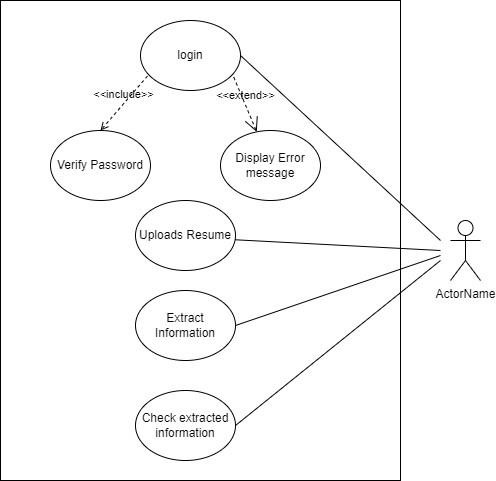 login
<<include>>
<<extend>>
Verify Password
Display Error
message
Uploads Resume
ActorName
Extract
Information
Check extracted
information